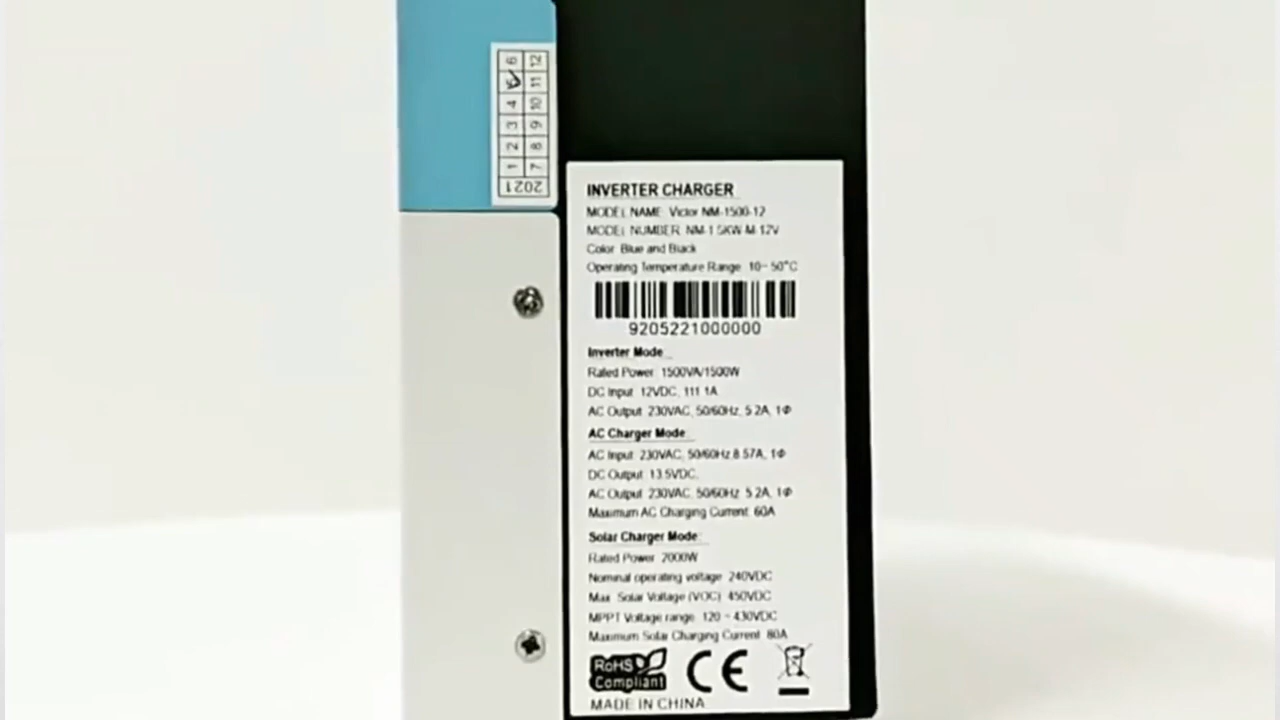 2021
1 2 3 4 5 6
7 8 9 10 11 12
INVERTER CHARGER
MODEL NAME: Victor NM-1500-12
MODEL NUMBER: NM-1.5KW-M-12V
Color: Blue and Black
Operating Temperature Range: 10~50°C
9205221000000
Inverter Mode:
Rated Power: 1500VA/1500W
DC Input: 12VDC, 111.1A
AC Output: 230VAC, 50/60Hz, 5.2A, 1Φ
AC Charger Mode:
AC Input: 230VAC, 50/60Hz 8.57A, 1Φ
DC Output: 13.5VDC,
AC Output: 230VAC, 50/60Hz, 5.2A, 1Φ
Maximum AC Charging Current: 60A
Solar Charger Mode:
Rated Power: 2000W
Nominal operating voltage: 240VDC
Max. Solar Voltage (VOC): 450VDC
MPPT Voltage range: 120 ~ 430VDC
Maximum Solar Charging Current: 80A
RoHS
Compliant
CE
MADE IN CHINA